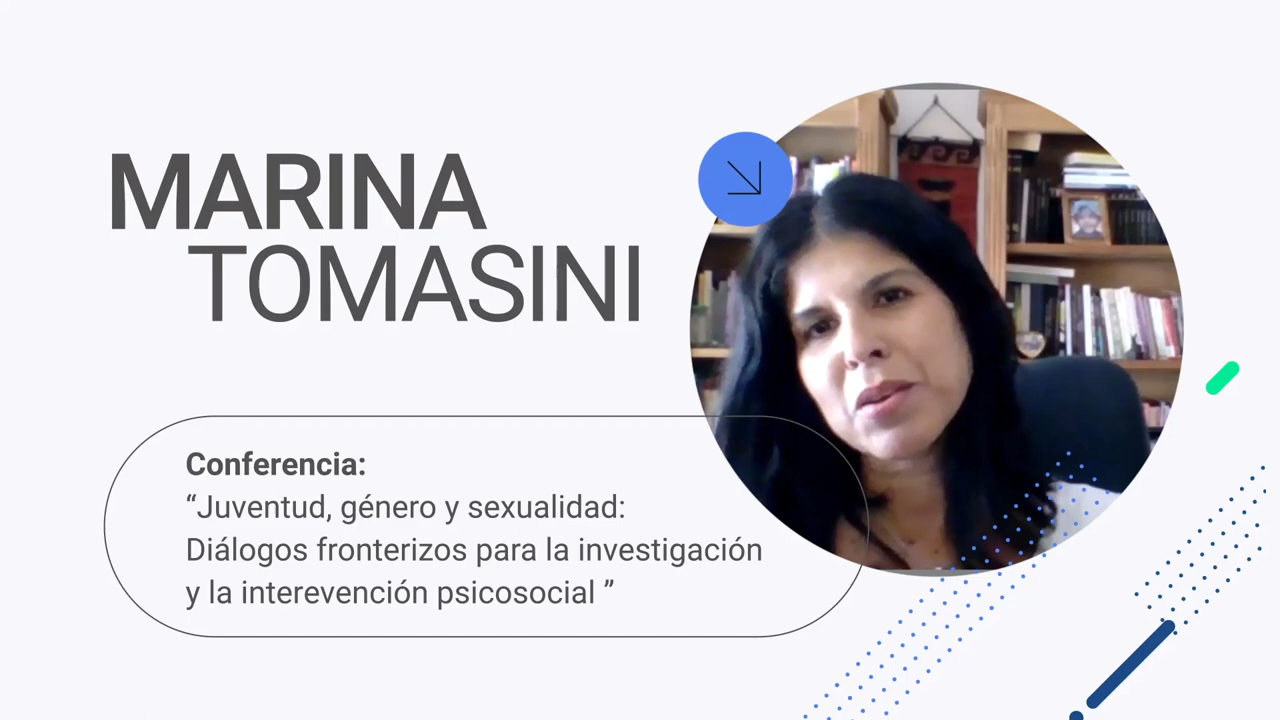 MARINA
TOMASINI
Conferencia:
“Juventud, género y sexualidad:
Diálogos fronterizos para la investigación
y la interevención psicosocial ”